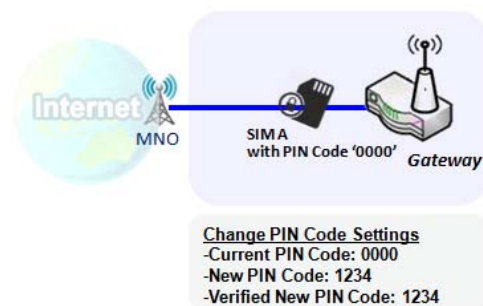 Internet
MNO
SIM A
with PIN Code '0000'
Gateway
Change PIN Code Settings
-Current PIN Code: 0000
-New PIN Code: 1234
-Verified New PIN Code: 1234